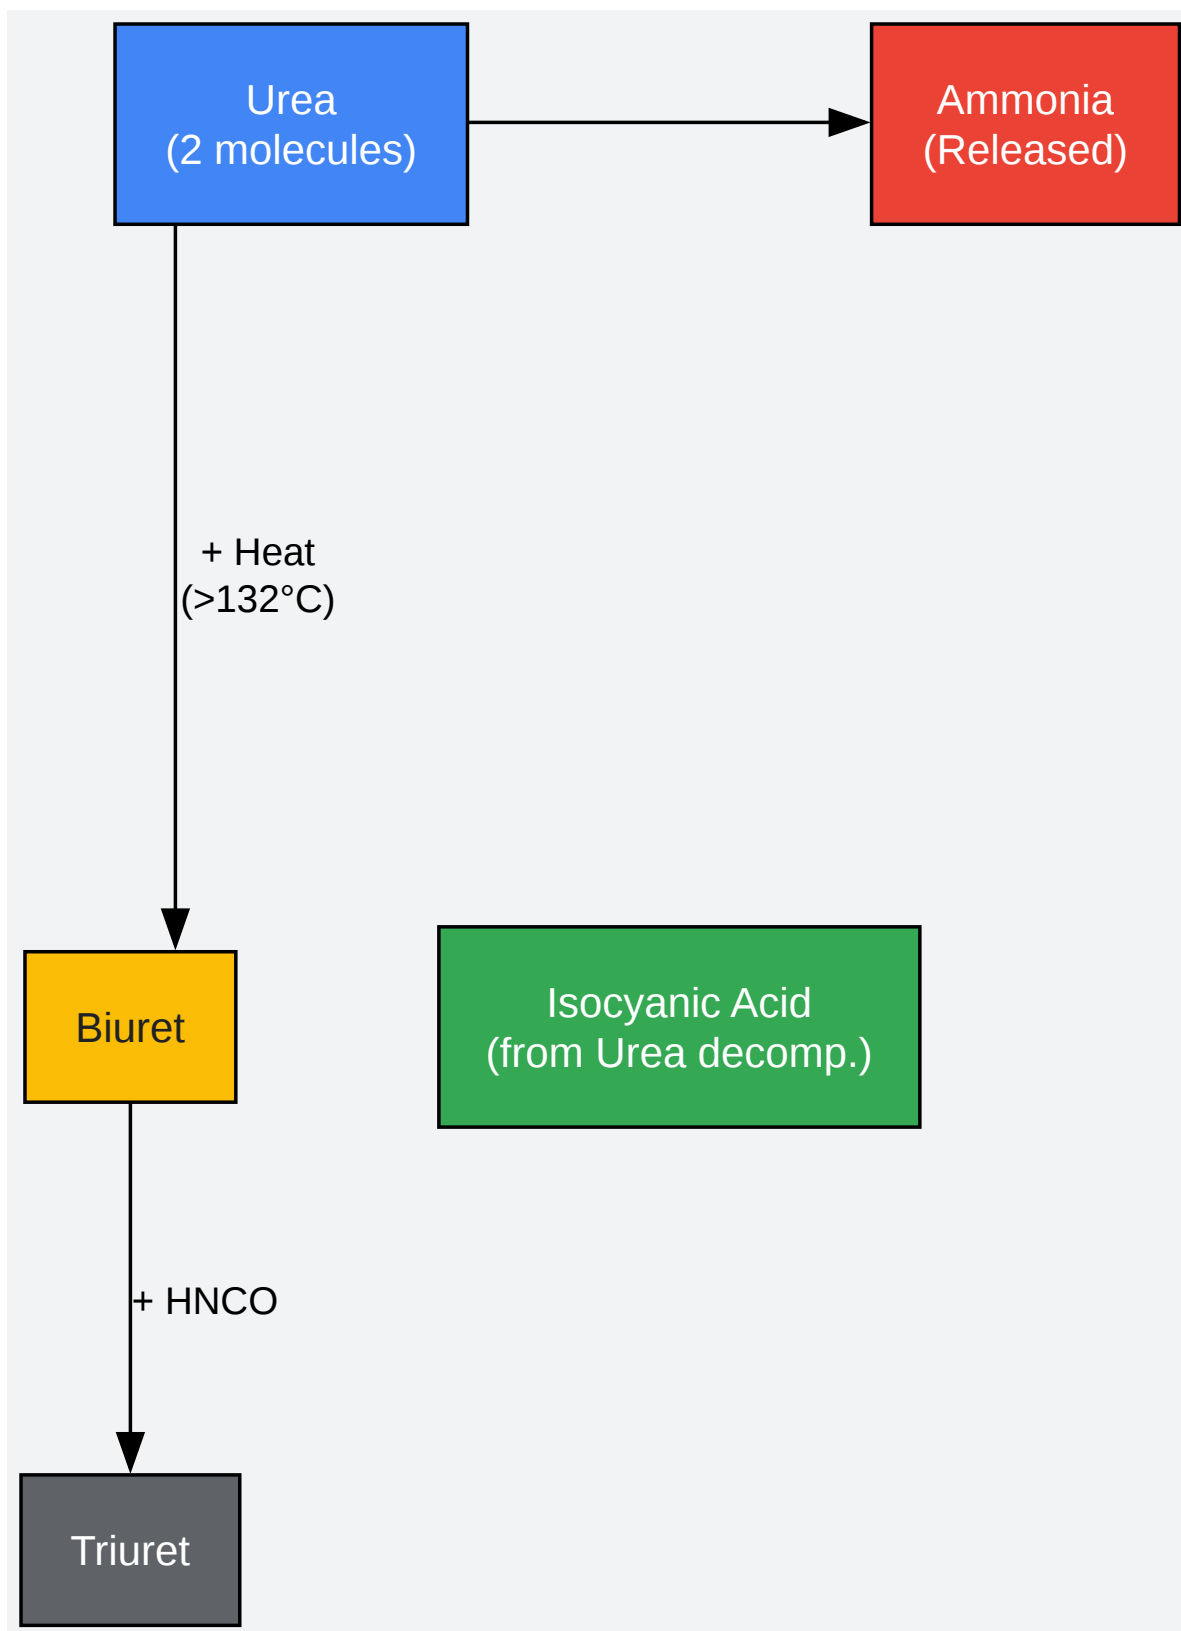 Urea
(2 molecules)
Ammonia
(Released)
+ Heat
(>132°C)
Biuret
Isocyanic Acid
(from Urea decomp.)
+ HNCO
Triuret